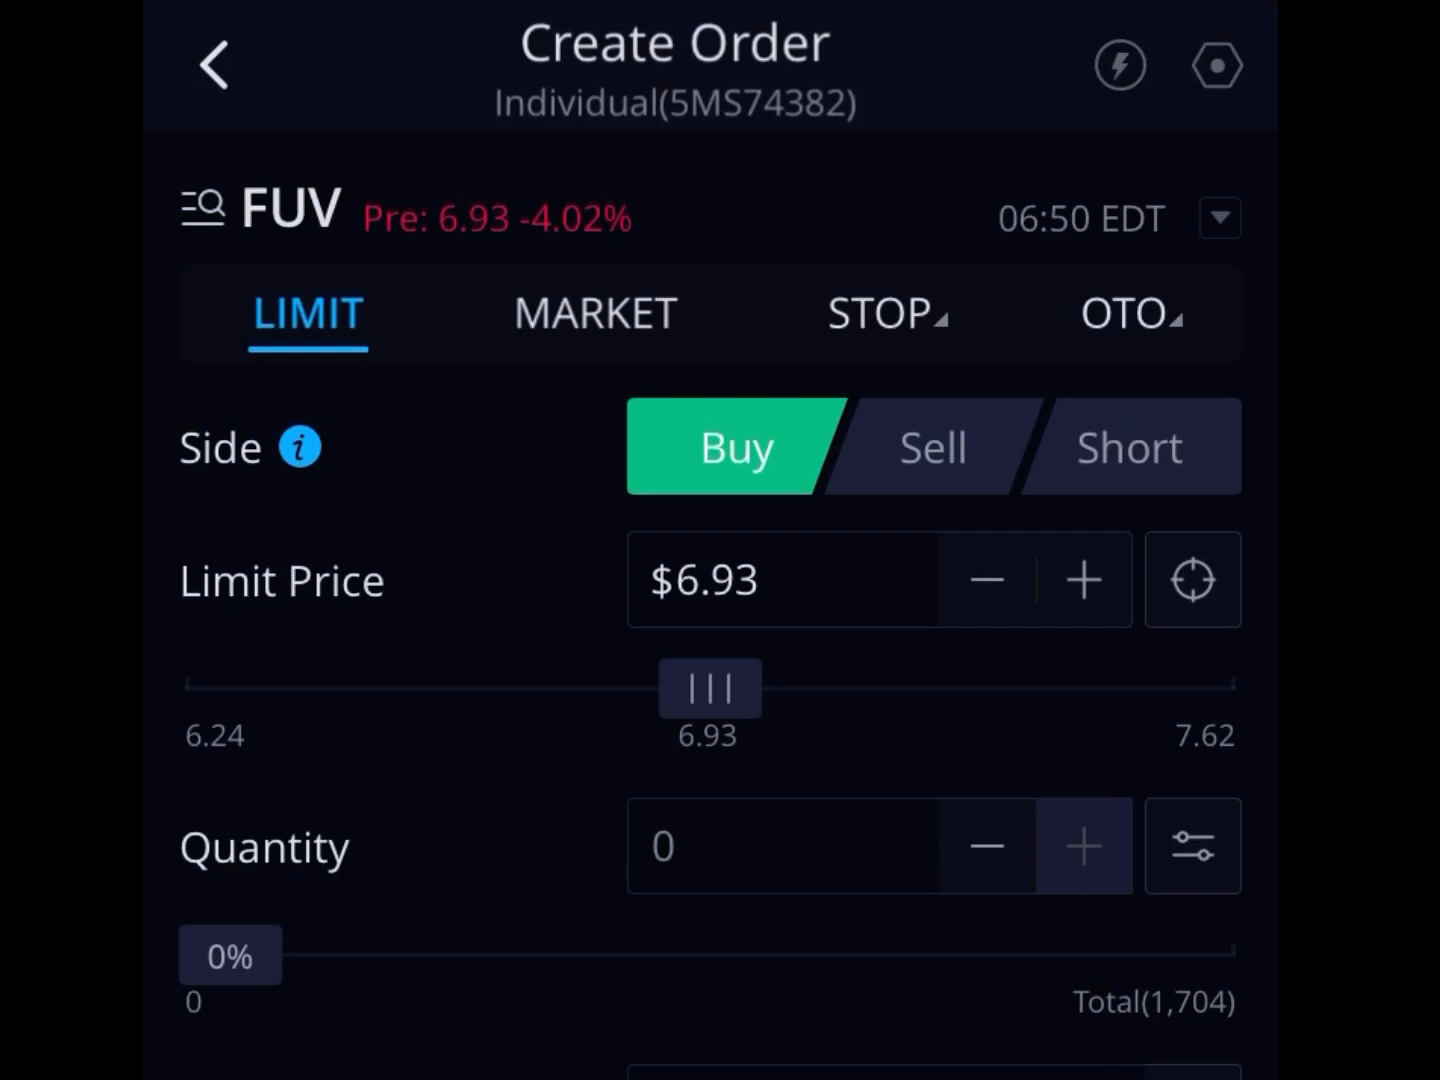 Create Order
Individual(5MS74382)
FUV Pre: 6.93 -4.02% 06:50 EDT
LIMIT MARKET STOP OTO
Side i Buy Sell Short
Limit Price $6.93
6.24 6.93 7.62
Quantity 0
0%
0 Total(1,704)